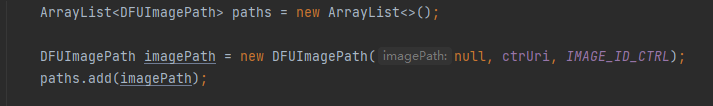 ArrayList<DFUImagePath> paths = new ArrayList<>();
DFUImagePath imagePath = new DFUImagePath( imagePath: null, ctrUri, IMAGE_ID_CTRL);
paths.add(imagePath);